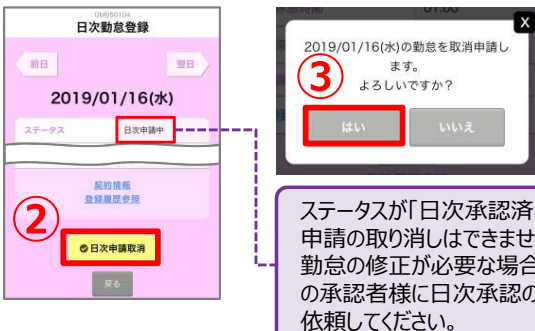 GM050104
日次勤怠登録
前日
翌日
2019/01/16(水)
ステータス
日次申請中
契約情報
登録履歴参照
②
日次申請取消
戻る
01:00
X
2019/01/16(水)の勤怠を取消申請し
ます。
よろしいですか？
③
はい
いいえ
ステータスが「日次承認済
申請の取り消しはできませ
勤怠の修正が必要な場合
の承認者様に日次承認の
依頼してください。